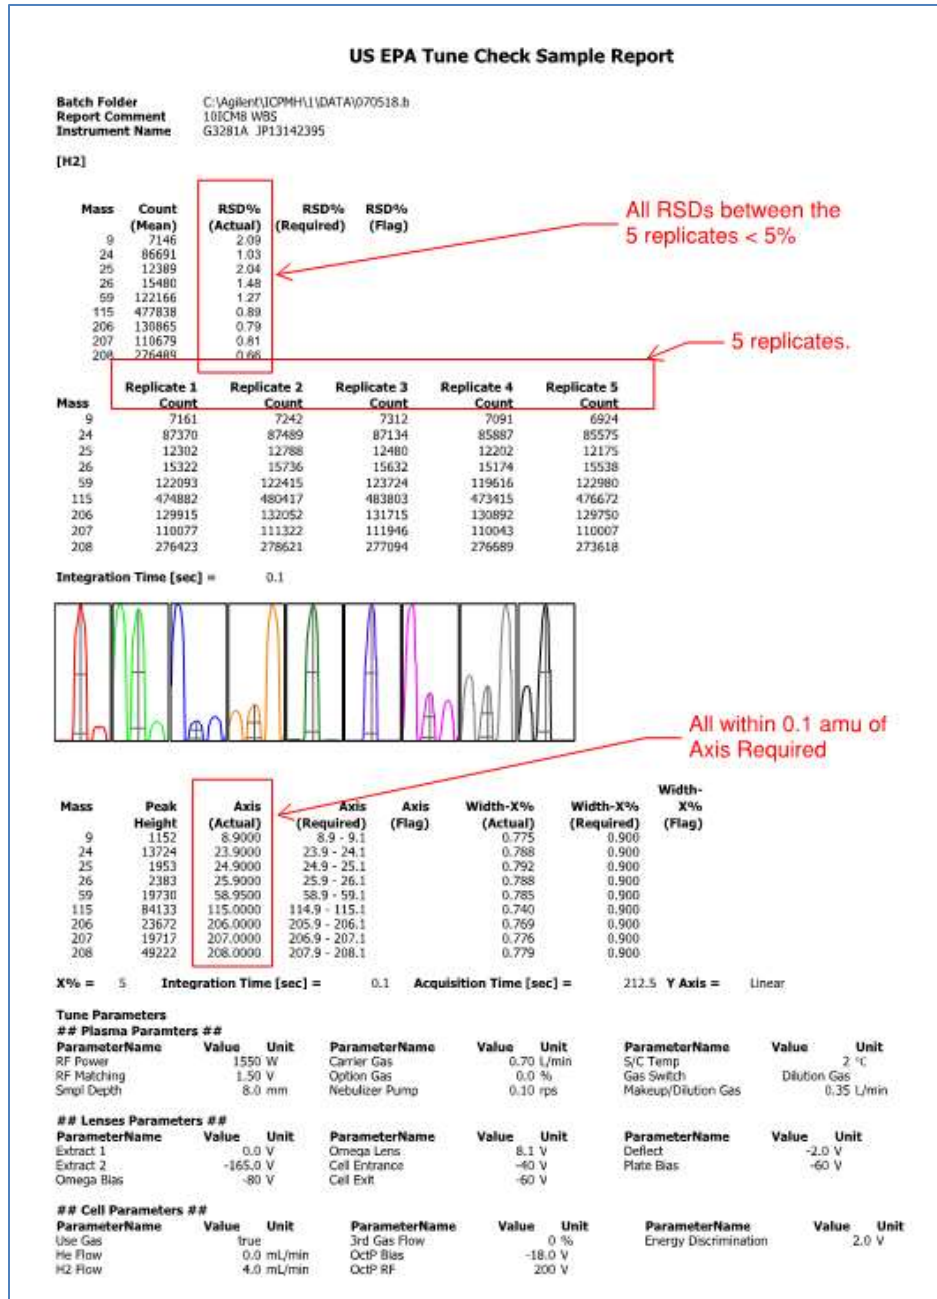 US EPA Tune Check Sample Report
Batch Folder C:\Agilent\ICPMH\1\DATA\070518.b
Report Comment 10ICM8 WBS
Instrument Name G3281A JP13142395
[H2]
Mass Count RSD% RSD% RSD%
(Mean) (Actual) (Required) (Flag)
9 7146 2.09
24 86691 1.03
25 12389 2.04
26 15480 1.48
59 122166 1.27
115 477838 0.89
206 130865 0.79
207 110679 0.81
208 276489 0.66
All RSDs between the
5 replicates < 5%
5 replicates.
Replicate 1 Replicate 2 Replicate 3 Replicate 4 Replicate 5
Mass Count Count Count Count Count
9 7161 7242 7312 7091 6924
24 87370 87489 87134 85887 85575
25 12302 12788 12480 12202 12175
26 15322 15736 15632 15174 15538
59 122093 122415 123724 119616 122980
115 474882 480417 483803 473415 476672
206 129915 132052 131715 130892 129750
207 110077 111322 111946 110043 110007
208 276423 278621 277094 276689 273618
Integration Time [sec] = 0.1
All within 0.1 amu of
Axis Required
Width-
Mass Peak Axis Axis Axis Width-X% Width-X% X%
Height (Actual) (Required) (Flag) (Actual) (Required) (Flag)
9 1152 8.9000 8.9 - 9.1 0.775 0.900
24 13724 23.9000 23.9 - 24.1 0.788 0.900
25 1953 24.9000 24.9 - 25.1 0.792 0.900
26 2383 25.9000 25.9 - 26.1 0.788 0.900
59 19730 58.9500 58.9 - 59.1 0.785 0.900
115 84133 115.0000 114.9 - 115.1 0.740 0.900
206 23672 206.0000 205.9 - 206.1 0.769 0.900
207 19717 207.0000 206.9 - 207.1 0.776 0.900
208 49222 208.0000 207.9 - 208.1 0.779 0.900
X% = 5 Integration Time [sec] = 0.1 Acquisition Time [sec] = 212.5 Y Axis = Linear
Tune Parameters
## Plasma Paramters ##
ParameterName Value Unit ParameterName Value Unit ParameterName Value Unit
RF Power 1550 W Carrier Gas 0.70 L/min S/C Temp 2 °C
RF Matching 1.50 V Option Gas 0.0 % Gas Switch Dilution Gas
Smpl Depth 8.0 mm Nebulizer Pump 0.10 rps Makeup/Dilution Gas 0.35 L/min
## Lenses Parameters ##
ParameterName Value Unit ParameterName Value Unit ParameterName Value Unit
Extract 1 0.0 V Omega Lens 8.1 V Deflect -2.0 V
Extract 2 -165.0 V Cell Entrance -40 V Plate Bias -60 V
Omega Bias -80 V Cell Exit -60 V
## Cell Parameters ##
ParameterName Value Unit ParameterName Value Unit ParameterName Value Unit
Use Gas true 3rd Gas Flow 0 % Energy Discrimination 2.0 V
He Flow 0.0 mL/min OctP Bias -18.0 V
H2 Flow 4.0 mL/min OctP RF 200 V